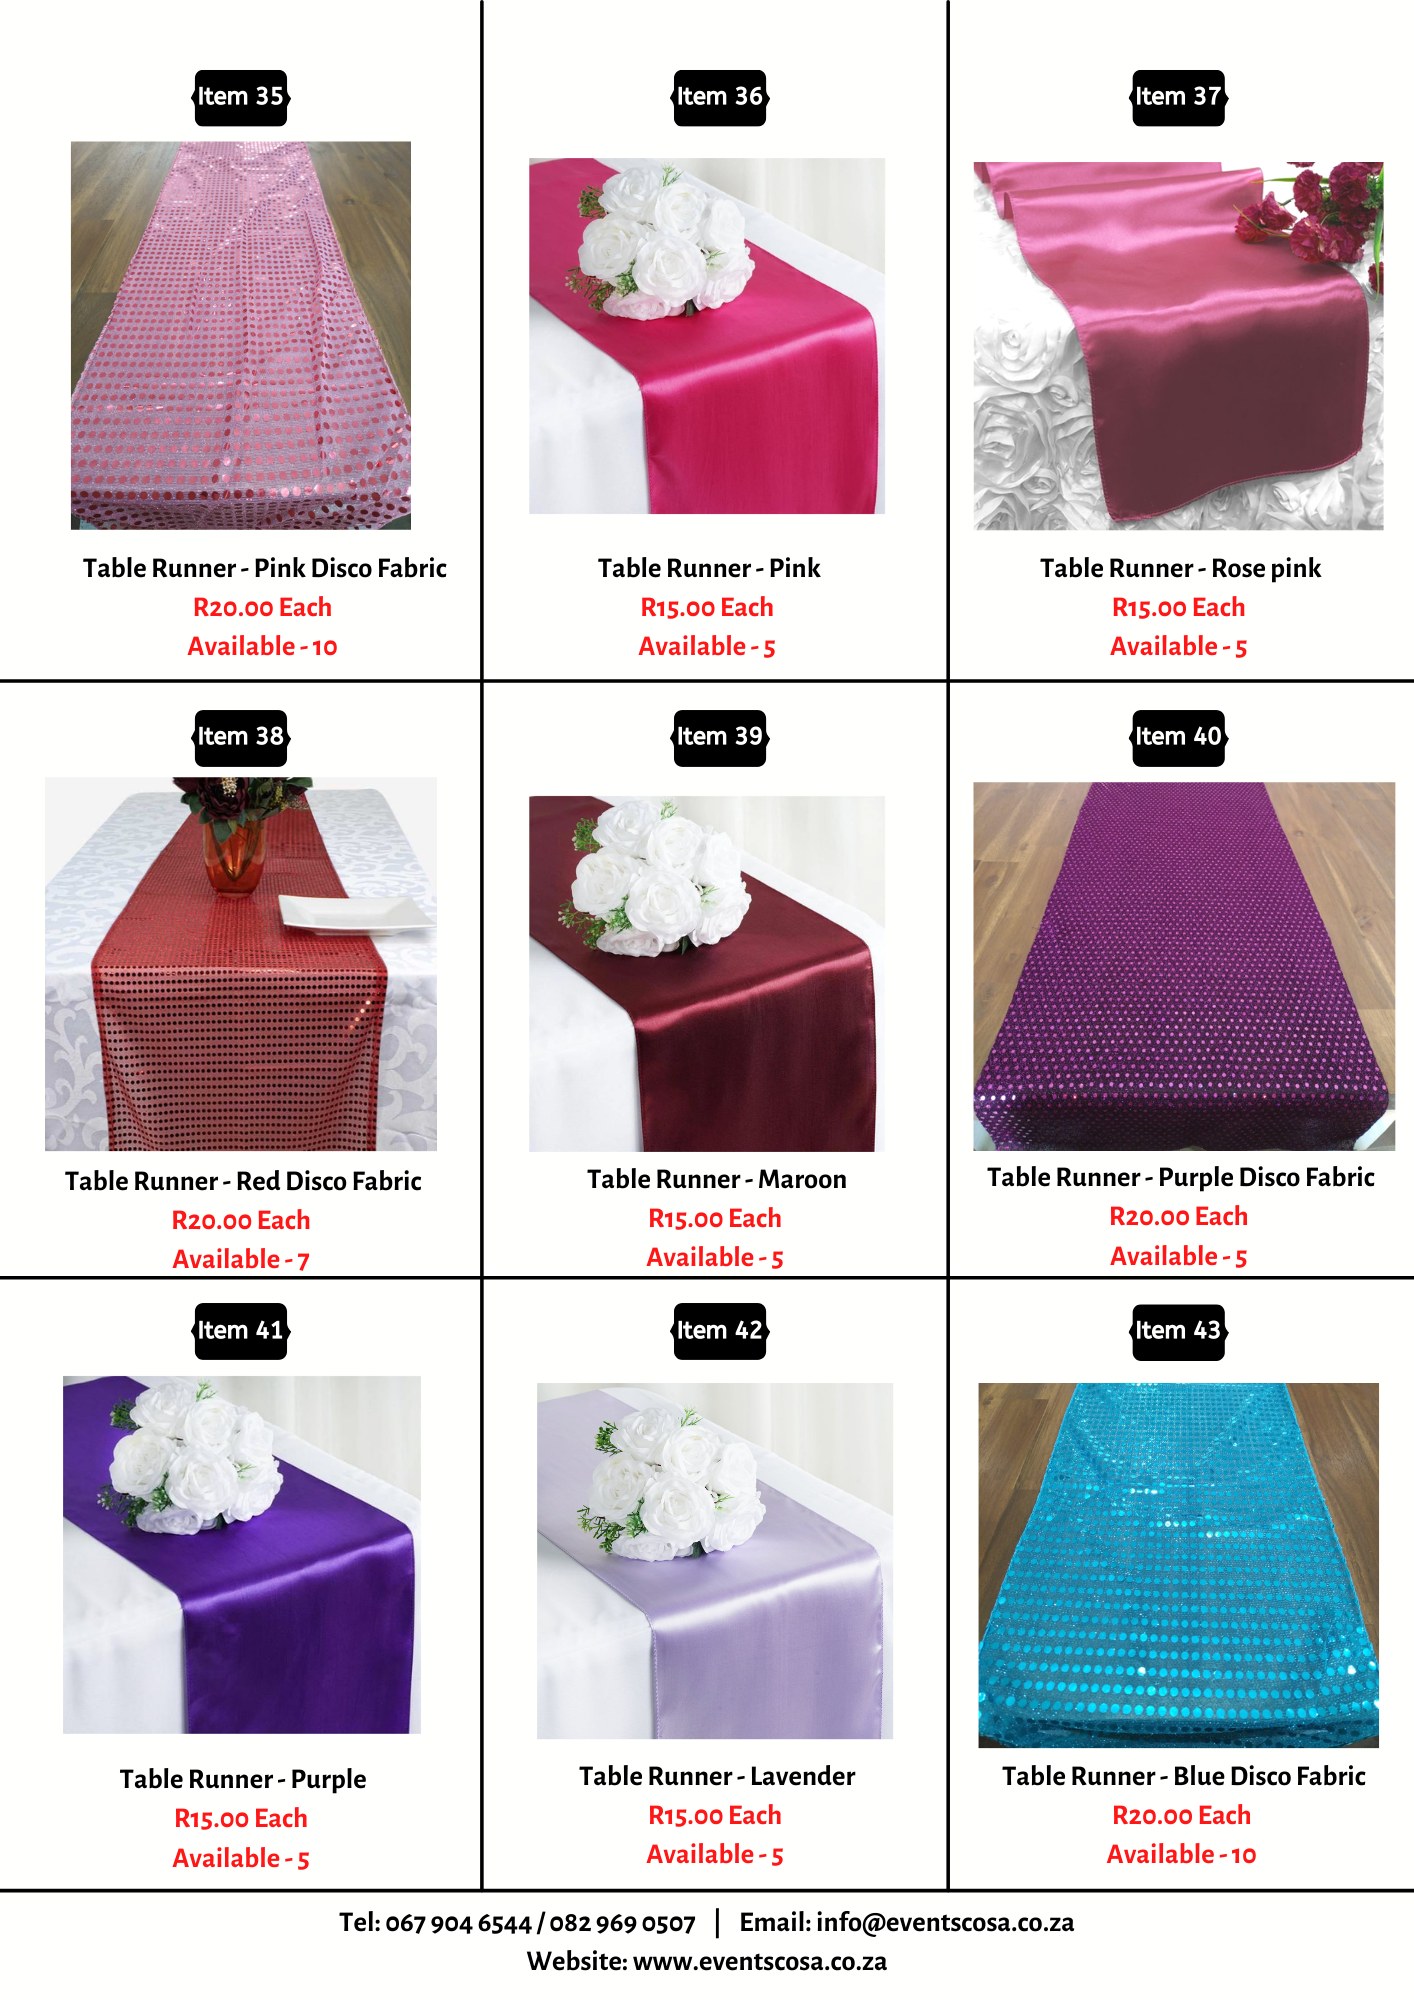 Item 35
Table Runner - Pink Disco Fabric
R20.00 Each
Available - 10
Item 36
Table Runner - Pink
R15.00 Each
Available - 5
Item 37
Table Runner - Rose pink
R15.00 Each
Available - 5
Item 38
Table Runner - Red Disco Fabric
R20.00 Each
Available - 7
Item 39
Table Runner - Maroon
R15.00 Each
Available - 5
Item 40
Table Runner - Purple Disco Fabric
R20.00 Each
Available - 5
Item 41
Table Runner - Purple
R15.00 Each
Available - 5
Item 42
Table Runner - Lavender
R15.00 Each
Available - 5
Item 43
Table Runner - Blue Disco Fabric
R20.00 Each
Available - 10
Tel: 067 904 6544 / 082 969 0507 | Email: info@eventscosa.co.za
Website: www.eventscosa.co.za